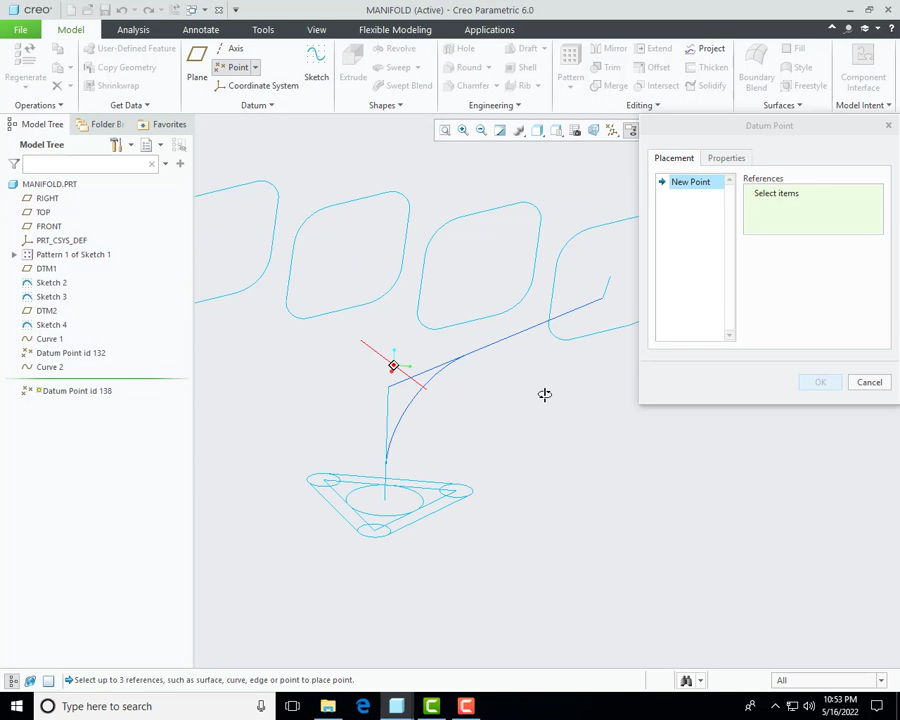 creo
MANIFOLD (Active) - Creo Parametric 6.0
File
Model
Analysis
Annotate
Tools
View
Flexible Modeling
Applications
Regenerate
User-Defined Feature
Copy Geometry
Shrinkwrap
Plane
Axis
Point
Coordinate System
Sketch
Extrude
Revolve
Sweep
Swept Blend
Hole
Round
Chamfer
Draft
Shell
Rib
Pattern
Mirror
Trim
Merge
Extend
Offset
Intersect
Project
Thicken
Solidify
Boundary
Blend
Fill
Style
Freestyle
Component
Interface
Operations
Get Data
Datum
Shapes
Engineering
Editing
Surfaces
Model Intent
Model Tree
Folder Br
Favorites
Model Tree
MANIFOLD.PRT
RIGHT
TOP
FRONT
PRT_CSYS_DEF
Pattern 1 of Sketch 1
DTM1
Sketch 2
Sketch 3
DTM2
Sketch 4
Curve 1
Datum Point id 132
Curve 2
Datum Point id 138
Datum Point
Placement
Properties
New Point
References
Select items
OK
Cancel
Select up to 3 references, such as surface, curve, edge or point to place point.
All
Type here to search
10:53 PM
5/16/2022